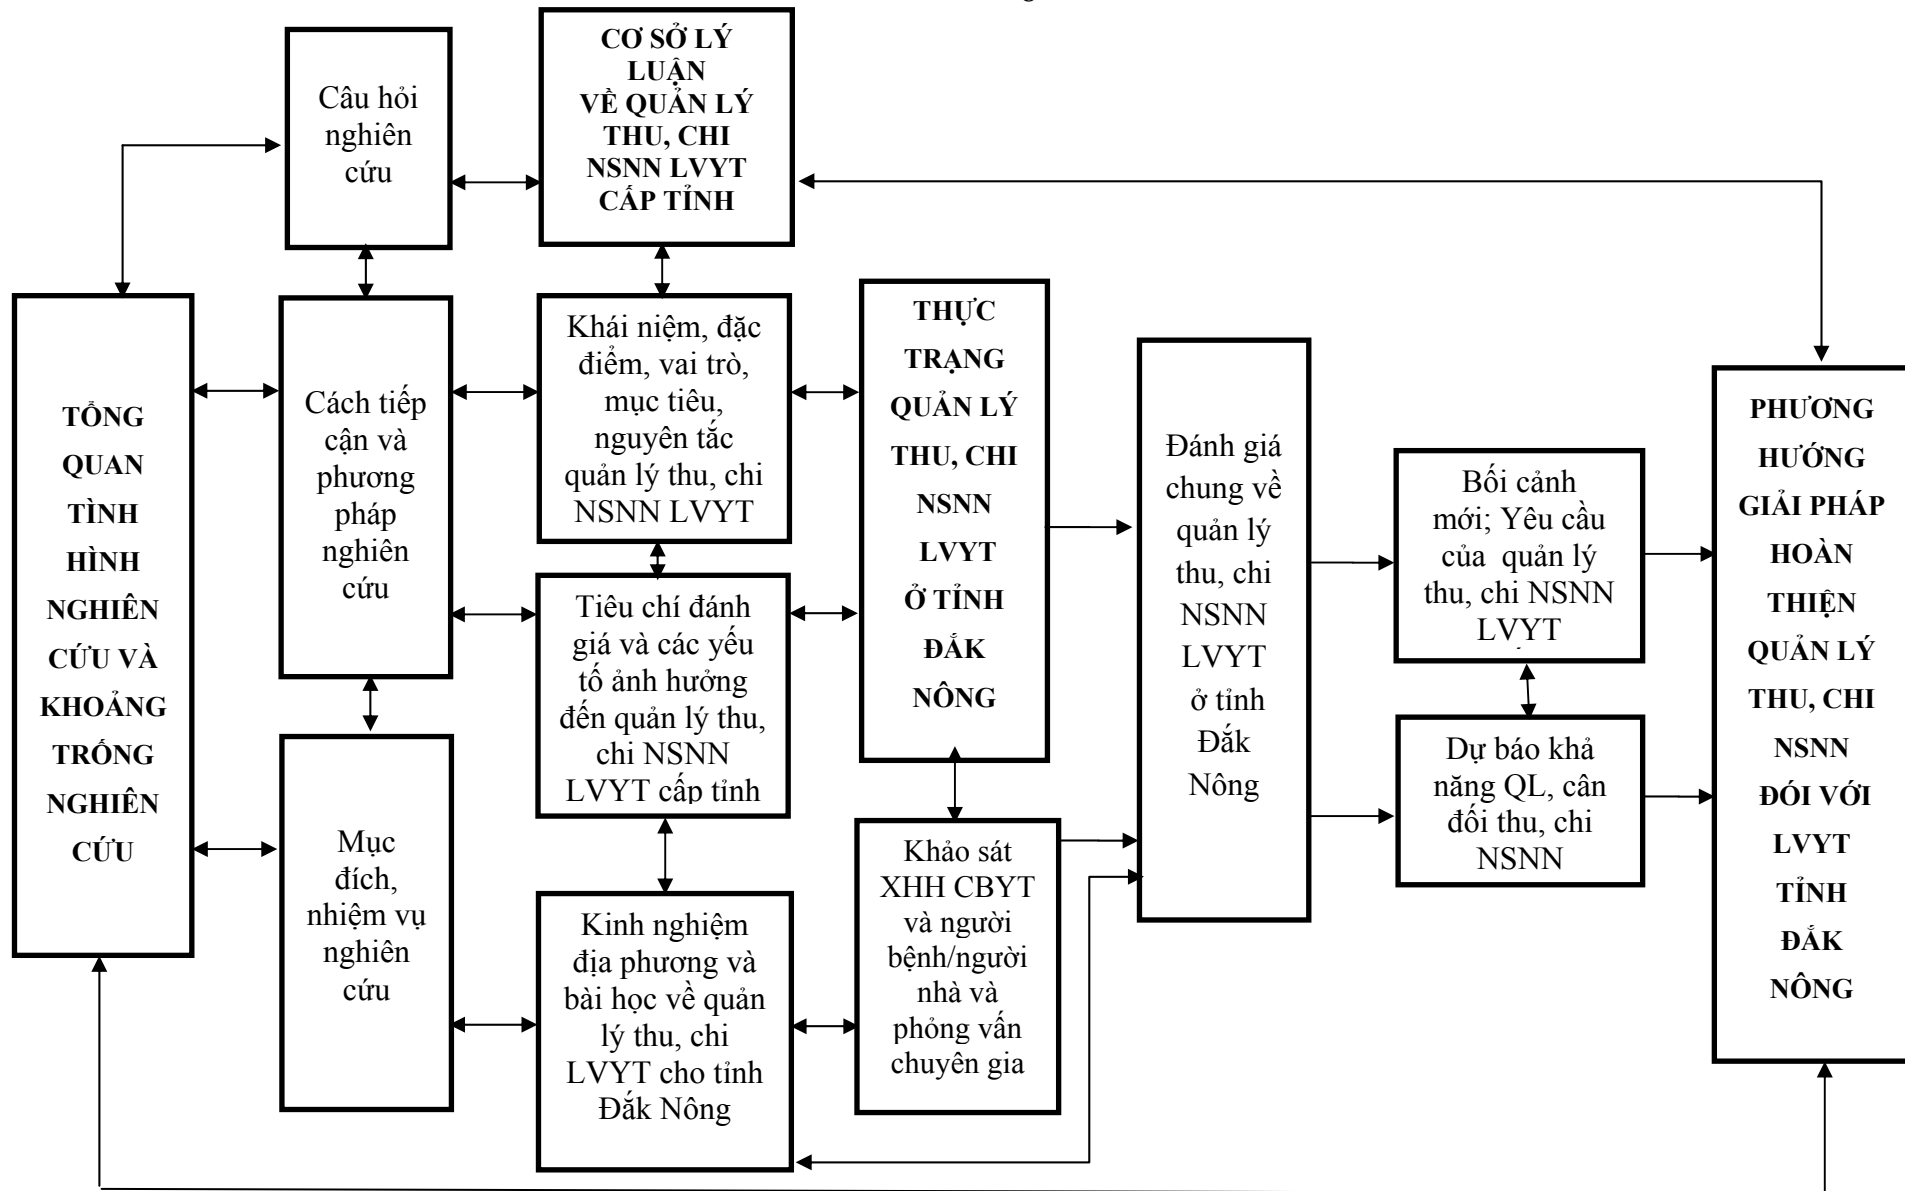 Câu hỏi
nghiên
cứu
CƠ SỞ LÝ
LUẬN
VỀ QUẢN LÝ
THU, CHI
NSNN LVYT
CẤP TỈNH
TỔNG
QUAN
TÌNH
HÌNH
NGHIÊN
CỨU VÀ
KHOẢNG
TRỐNG
NGHIÊN
CỨU
Cách tiếp
cận và
phương
pháp
nghiên
cứu
Mục
đích,
nhiệm vụ
nghiên
cứu
Khái niệm, đặc
điểm, vai trò,
mục tiêu,
nguyên tắc
quản lý thu, chi
NSNN LVYT
Tiêu chí đánh
giá và các yếu
tố ảnh hưởng
đến quản lý thu,
chi NSNN
LVYT cấp tỉnh
Kinh nghiệm
địa phương và
bài học về quản
lý thu, chi
LVYT cho tỉnh
Đắk Nông
THỰC
TRẠNG
QUẢN LÝ
THU, CHI
NSNN
LVYT
Ở TỈNH
ĐẮK
NÔNG
Khảo sát
XHH CBYT
và người
bệnh/người
nhà và
phỏng vấn
chuyên gia
Đánh giá
chung về
quản lý
thu, chi
NSNN
LVYT
ở tỉnh
Đắk
Nông
Bối cảnh
mới; Yêu cầu
của quản lý
thu, chi NSNN
LVYT
Dự báo khả
năng QL, cân
đối thu, chi
NSNN
PHƯƠNG
HƯỚNG
GIẢI PHÁP
HOÀN
THIỆN
QUẢN LÝ
THU, CHI
NSNN
ĐÓI VỚI
LVYT
TỈNH
ĐẮK
NÔNG